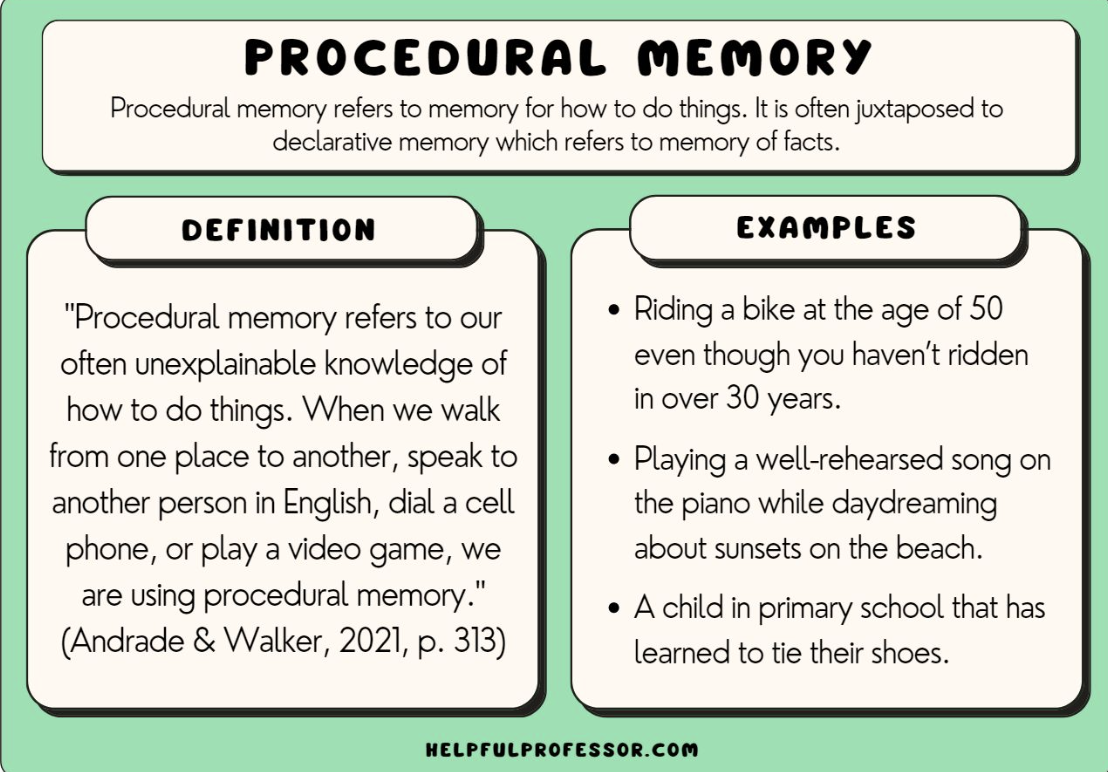 PROCEDURAL MEMORY
Procedural memory refers to memory for how to do things. It is often juxtaposed to
declarative memory which refers to memory of facts.
DEFINITION
"Procedural memory refers to our
often unexplainable knowledge of
how to do things. When we walk
from one place to another, speak to
another person in English, dial a cell
phone, or play a video game, we
are using procedural memory."
(Andrade & Walker, 2021, p. 313)
EXAMPLES
• Riding a bike at the age of 50
even though you haven't ridden
in over 30 years.
• Playing a well-rehearsed song on
the piano while daydreaming
about sunsets on the beach.
• A child in primary school that has
learned to tie their shoes.
HELPFULPROFESSOR.COM